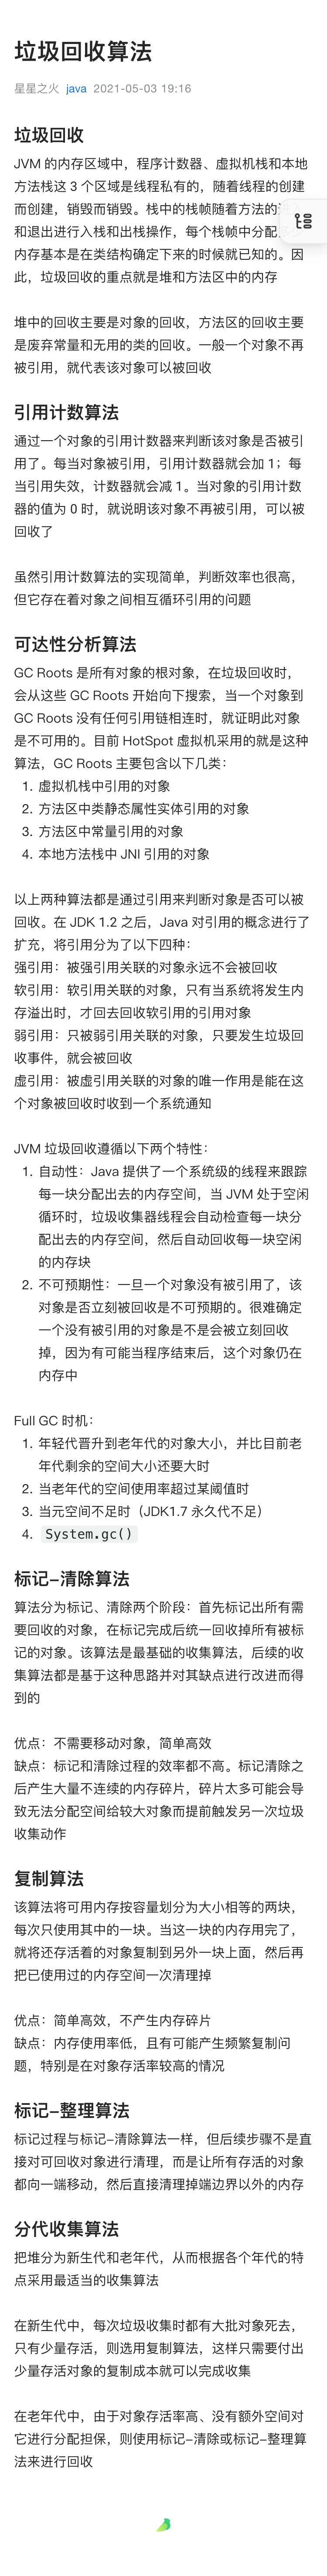 垃圾回收算法
星星之火 java 2021-05-03 19:16
垃圾回收
JVM 的内存区域中，程序计数器、虚拟机栈和本地
方法栈这 3 个区域是线程私有的，随着线程的创建
而创建，销毁而销毁。栈中的栈帧随着方法的进入
和退出进行入栈和出栈操作，每个栈帧中分配
内存基本是在类结构确定下来的时候就已知的。因
此，垃圾回收的重点就是堆和方法区中的内存
堆中的回收主要是对象的回收，方法区的回收主要
是废弃常量和无用的类的回收。一般一个对象不再
被引用，就代表该对象可以被回收
引用计数算法
通过一个对象的引用计数器来判断该对象是否被引
用了。每当对象被引用，引用计数器就会加 1；每
当引用失效，计数器就会减 1。当对象的引用计数
器的值为 0 时，就说明该对象不再被引用，可以被
回收了
虽然引用计数算法的实现简单，判断效率也很高，
但它存在着对象之间相互循环引用的问题
可达性分析算法
GC Roots 是所有对象的根对象，在垃圾回收时，
会从这些 GC Roots 开始向下搜索，当一个对象到
GC Roots 没有任何引用链相连时，就证明此对象
是不可用的。目前 HotSpot 虚拟机采用的就是这种
算法，GC Roots 主要包含以下几类：
1. 虚拟机栈中引用的对象
2. 方法区中类静态属性实体引用的对象
3. 方法区中常量引用的对象
4. 本地方法栈中 JNI 引用的对象
以上两种算法都是通过引用来判断对象是否可以被
回收。在 JDK 1.2 之后，Java 对引用的概念进行了
扩充，将引用分为了以下四种：
强引用：被强引用关联的对象永远不会被回收
软引用：软引用关联的对象，只有当系统将发生内
存溢出时，才回去回收软引用的引用对象
弱引用：只被弱引用关联的对象，只要发生垃圾回
收事件，就会被回收
虚引用：被虚引用关联的对象的唯一作用是能在这
个对象被回收时收到一个系统通知
JVM 垃圾回收遵循以下两个特性：
1. 自动性：Java 提供了一个系统级的线程来跟踪
每一块分配出去的内存空间，当 JVM 处于空闲
循环时，垃圾收集器线程会自动检查每一块分
配出去的内存空间，然后自动回收每一块空闲
的内存块
2. 不可预期性：一旦一个对象没有被引用了，该
对象是否立刻被回收是不可预期的。很难确定
一个没有被引用的对象是不是会被立刻回收
掉，因为有可能当程序结束后，这个对象仍在
内存中
Full GC 时机：
1. 年轻代晋升到老年代的对象大小，并比目前老
年代剩余的空间大小还要大时
2. 当老年代的空间使用率超过某阈值时
3. 当元空间不足时（JDK1.7 永久代不足）
4. System.gc()
标记-清除算法
算法分为标记、清除两个阶段：首先标记出所有需
要回收的对象，在标记完成后统一回收掉所有被标
记的对象。该算法是最基础的收集算法，后续的收
集算法都是基于这种思路并对其缺点进行改进而得
到的
优点：不需要移动对象，简单高效
缺点：标记和清除过程的效率都不高。标记清除之
后产生大量不连续的内存碎片，碎片太多可能会导
致无法分配空间给较大对象而提前触发另一次垃圾
收集动作
复制算法
该算法将可用内存按容量划分为大小相等的两块，
每次只使用其中的一块。当这一块的内存用完了，
就将还存活着的对象复制到另外一块上面，然后再
把已使用过的内存空间一次清理掉
优点：简单高效，不产生内存碎片
缺点：内存使用率低，且有可能产生频繁复制问
题，特别是在对象存活率较高的情况
标记-整理算法
标记过程与标记-清除算法一样，但后续步骤不是直
接对可回收对象进行清理，而是让所有存活的对象
都向一端移动，然后直接清理掉端边界以外的内存
分代收集算法
把堆分为新生代和老年代，从而根据各个年代的特
点采用最适当的收集算法
在新生代中，每次垃圾收集时都有大批对象死去，
只有少量存活，则选用复制算法，这样只需要付出
少量存活对象的复制成本就可以完成收集
在老年代中，由于对象存活率高、没有额外空间对
它进行分配担保，则使用标记-清除或标记-整理算
法来进行回收